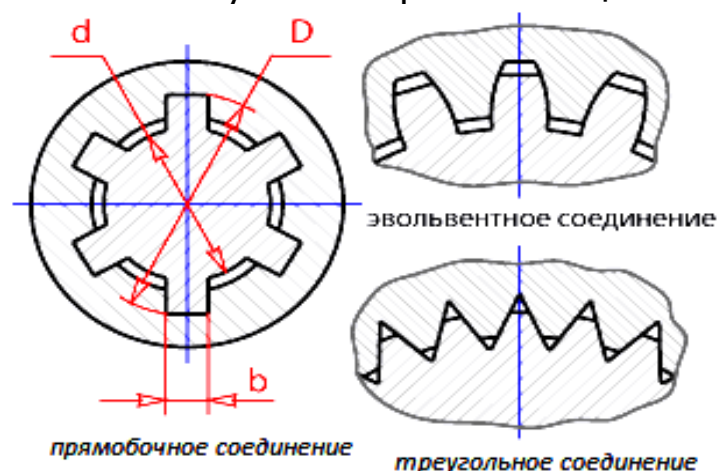 d
D
эвольвентное соединение
b
прямобочное соединение
треугольное соединение